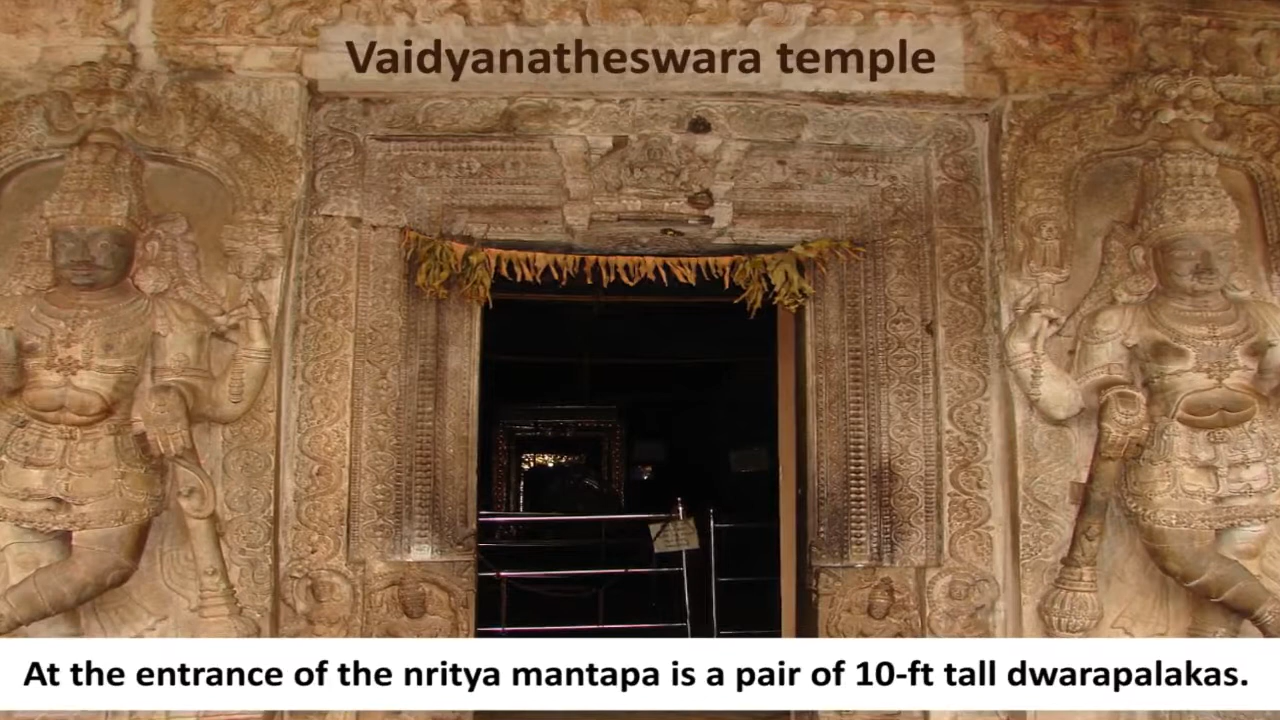 Vaidyanatheswara temple
At the entrance of the nritya mantapa is a pair of 10-ft tall dwarapalakas.